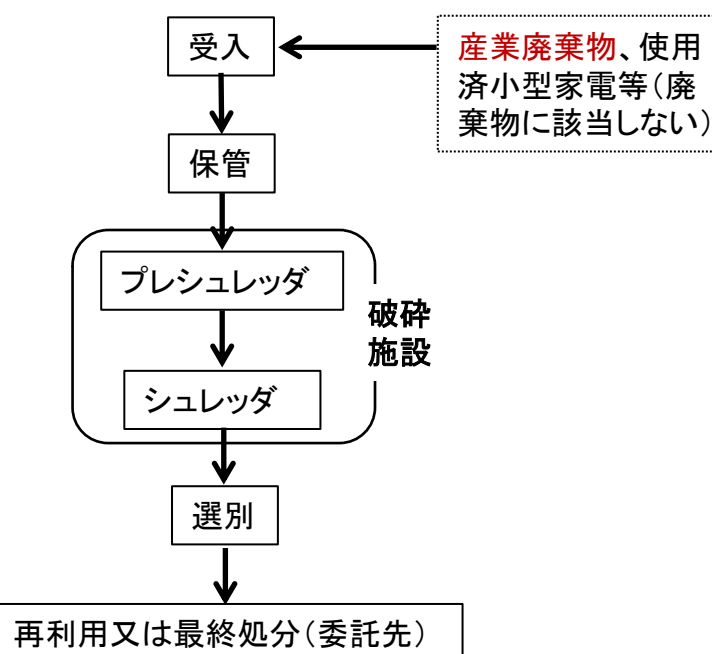 受入
産業廃棄物、使用
済小型家電等（廃
棄物に該当しない）
保管
プレシュレッダ
破砕
施設
シュレッダ
選別
再利用又は最終処分（委託先）